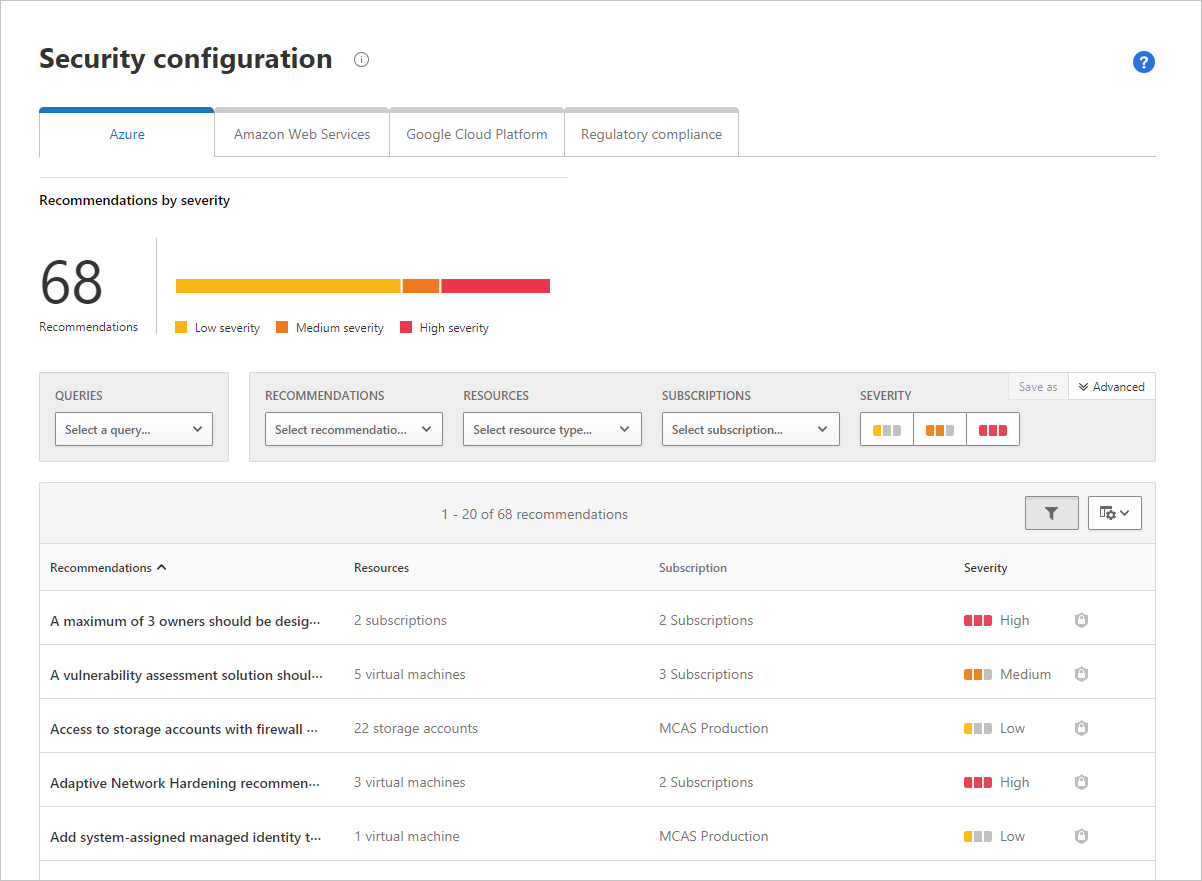 Security configuration
Azure
Amazon Web Services
Google Cloud Platform
Regulatory compliance
Recommendations by severity
68
Recommendations
Low severity
Medium severity
High severity
QUERIES
Select a query...
RECOMMENDATIONS
Select recommendatio...
RESOURCES
Select resource type...
SUBSCRIPTIONS
Select subscription...
SEVERITY
Save as
Advanced
1 - 20 of 68 recommendations
Recommendations Resources Subscription Severity
A maximum of 3 owners should be desig... 2 subscriptions 2 Subscriptions High
A vulnerability assessment solution shoul... 5 virtual machines 3 Subscriptions Medium
Access to storage accounts with firewall ... 22 storage accounts MCAS Production Low
Adaptive Network Hardening recommen... 3 virtual machines 2 Subscriptions High
Add system-assigned managed identity t... 1 virtual machine MCAS Production Low